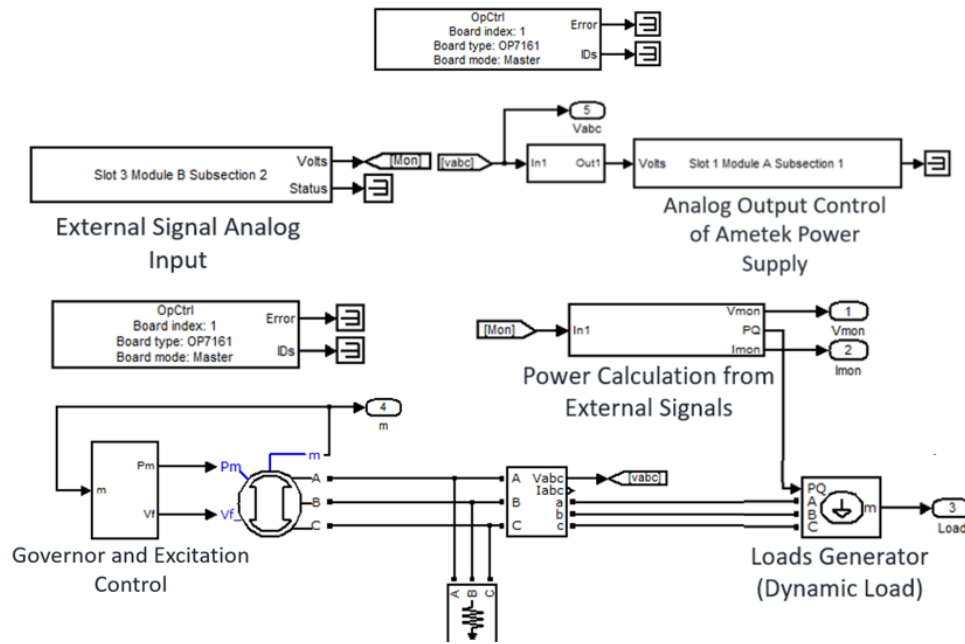 OpCtrl
Board index: 1
Board type: OP7161
Board mode: Master
Error
IDs
5
Vabc
Slot 3 Module B Subsection 2
Volts
Status
[Mon]
[vabc]
In1
Out1
Volts
Slot 1 Module A Subsection 1
External Signal Analog
Input
Analog Output Control
of Ametek Power
Supply
OpCtrl
Board index: 1
Board type: OP7161
Board mode: Master
Error
IDs
[Mon]
In1
Vmon
PQ
Imon
1
Vmon
2
Imon
Power Calculation from
External Signals
4
m
m
Pm
Vf
Pm
Vf_
m
A
B
C
A
B
C
Vabc
Iabc
a
b
c
[vabc]
PQ
A
B
C
m
3
Load
Governor and Excitation
Control
Loads Generator
(Dynamic Load)
A B C